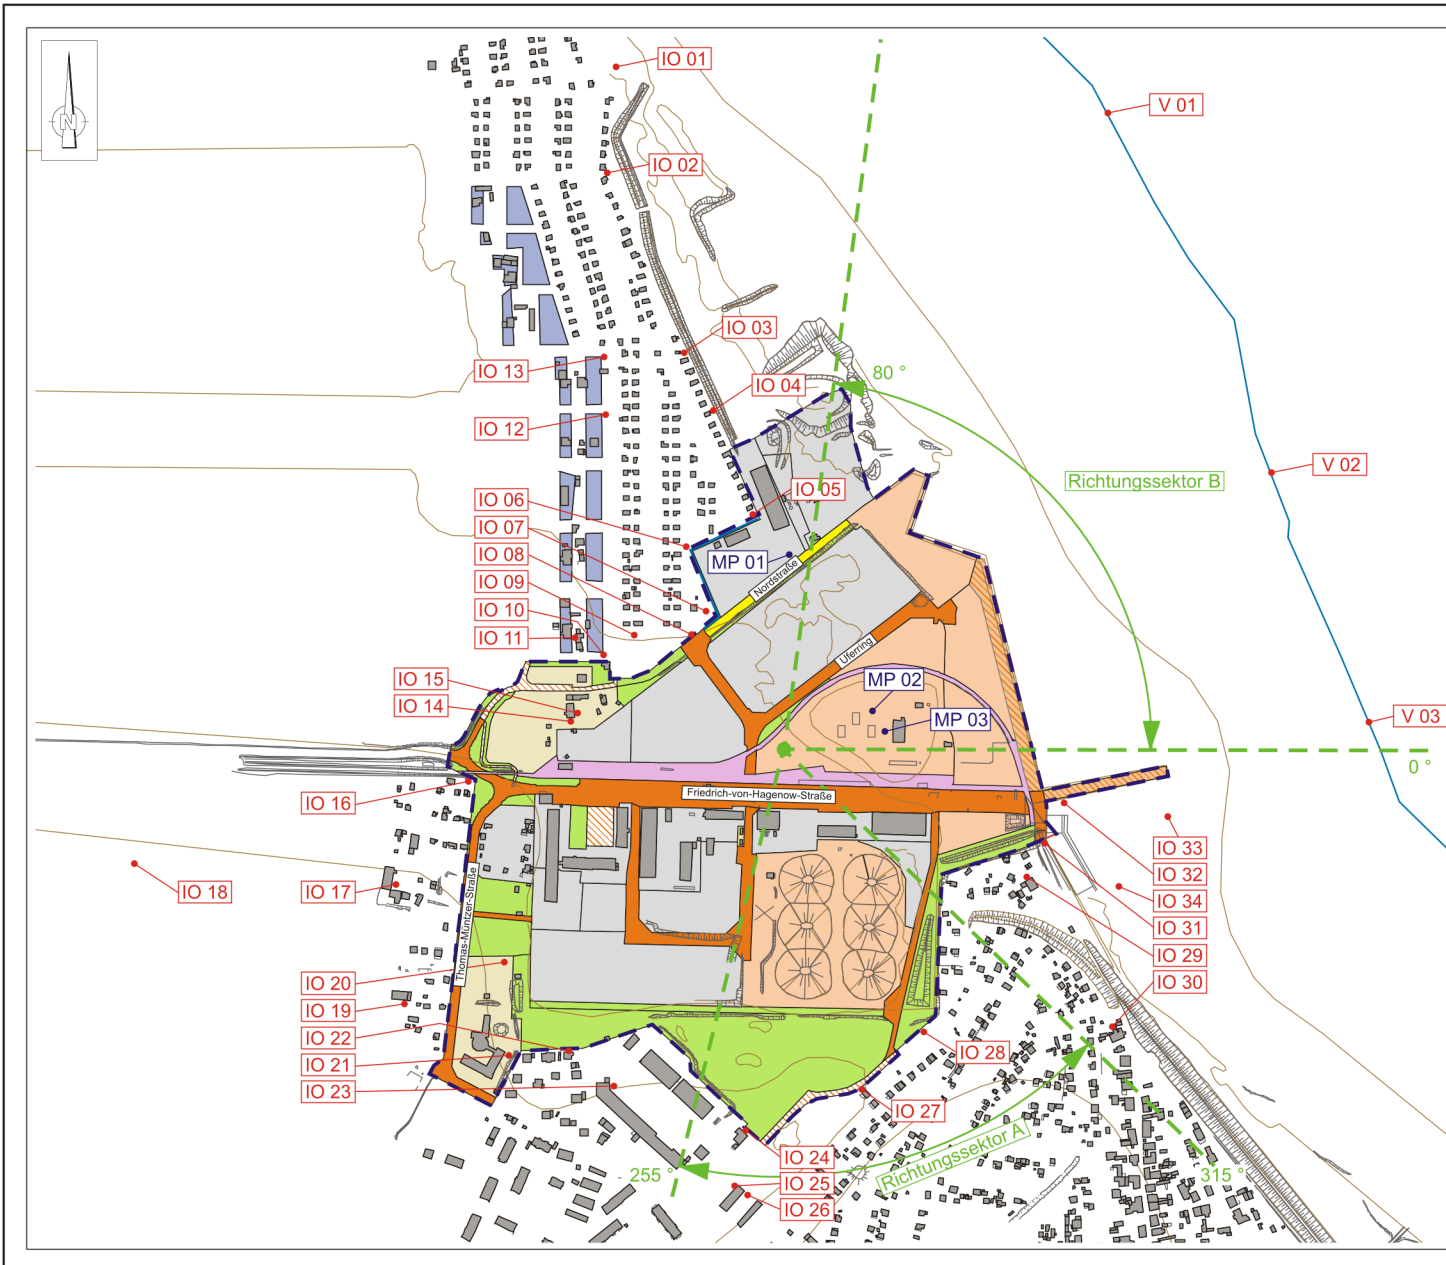 N
IO 01
V 01
IO 02
IO 03
IO 13
80 °
IO 04
IO 12
V 02
Richtungssektor B
IO 06
IO 05
IO 07
IO 08
MP 01
IO 09
Nordstraße
IO 10
IO 11
Uferring
IO 15
MP 02
IO 14
MP 03
V 03
0 °
Friedrich-von-Hagenow-Straße
IO 16
IO 33
IO 32
IO 18
IO 17
IO 34
Thomas-Müntzer-Straße
IO 31
IO 29
IO 20
IO 30
IO 19
IO 22
IO 28
IO 21
IO 23
IO 27
IO 24
Richtungssektor A
255 °
315 °
IO 25
IO 26